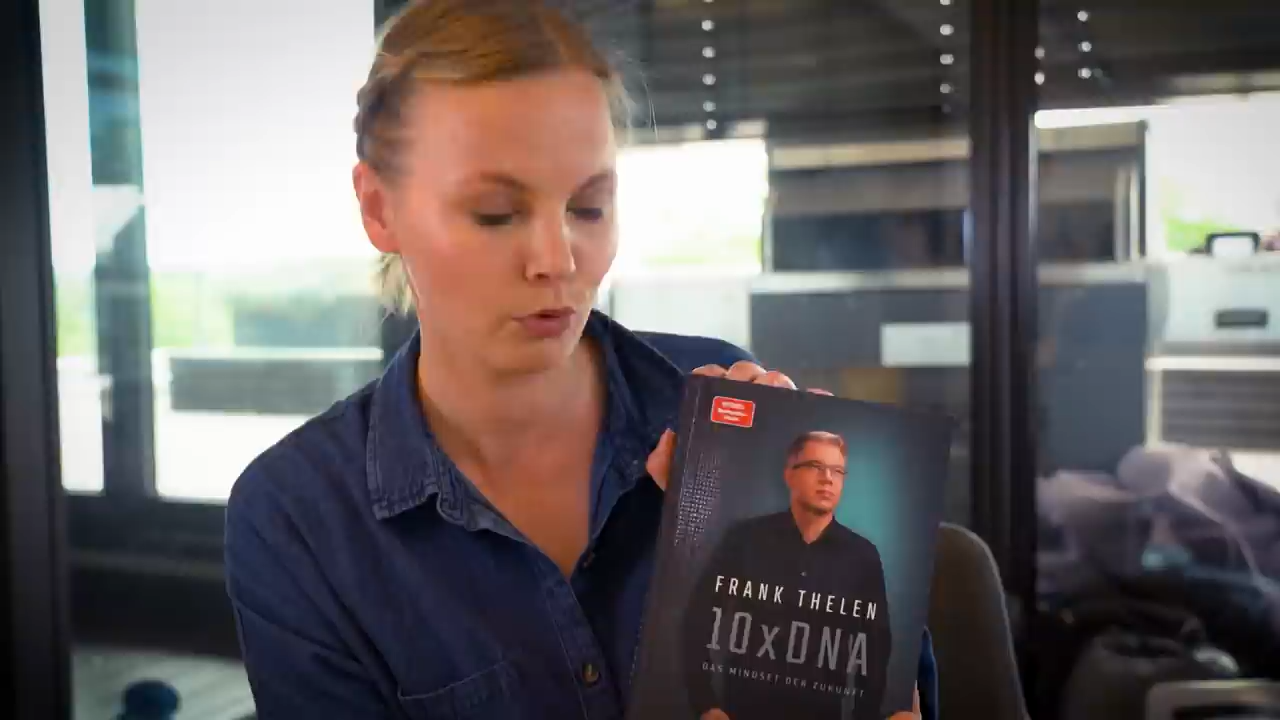 FRANK THELEN
10xDNA
DAS MINDSET DER ZUKUNFT